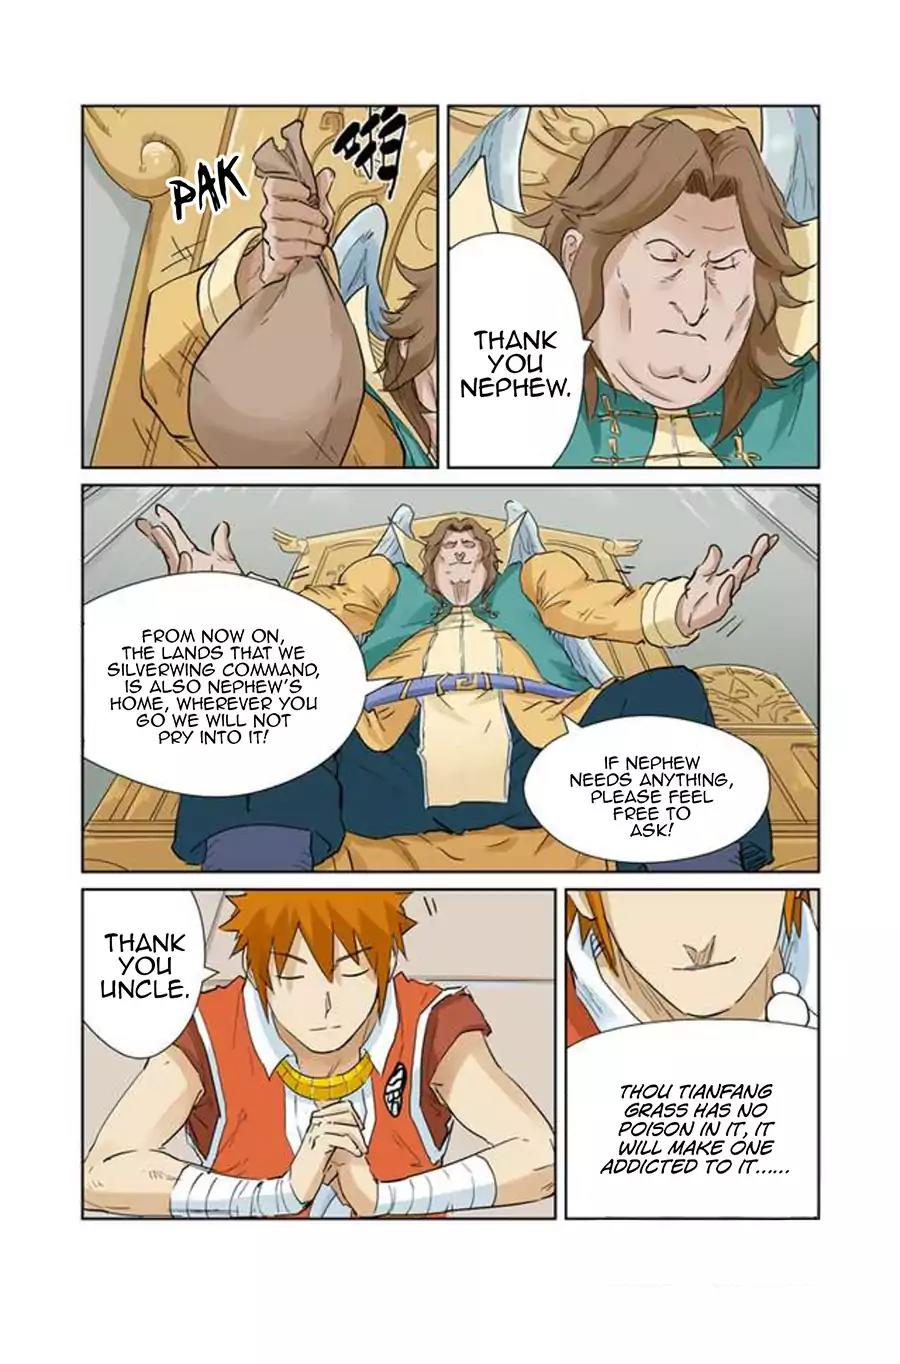 PAK
THANK
YOU
NEPHEW.
FROM NOW ON,
THE LANDS THAT WE
SILVERWING COMMAND,
IS ALSO NEPHEW'S
HOME, WHEREVER YOU
GO WE WILL NOT
PRY INTO IT!
IF NEPHEW
NEEDS ANYTHING,
PLEASE FEEL
FREE TO
ASK!
THANK
YOU
UNCLE.
THOU TIANFANG
GRASS HAS NO
POISON IN IT, IT
WILL MAKE ONE
ADDICTED TO IT......